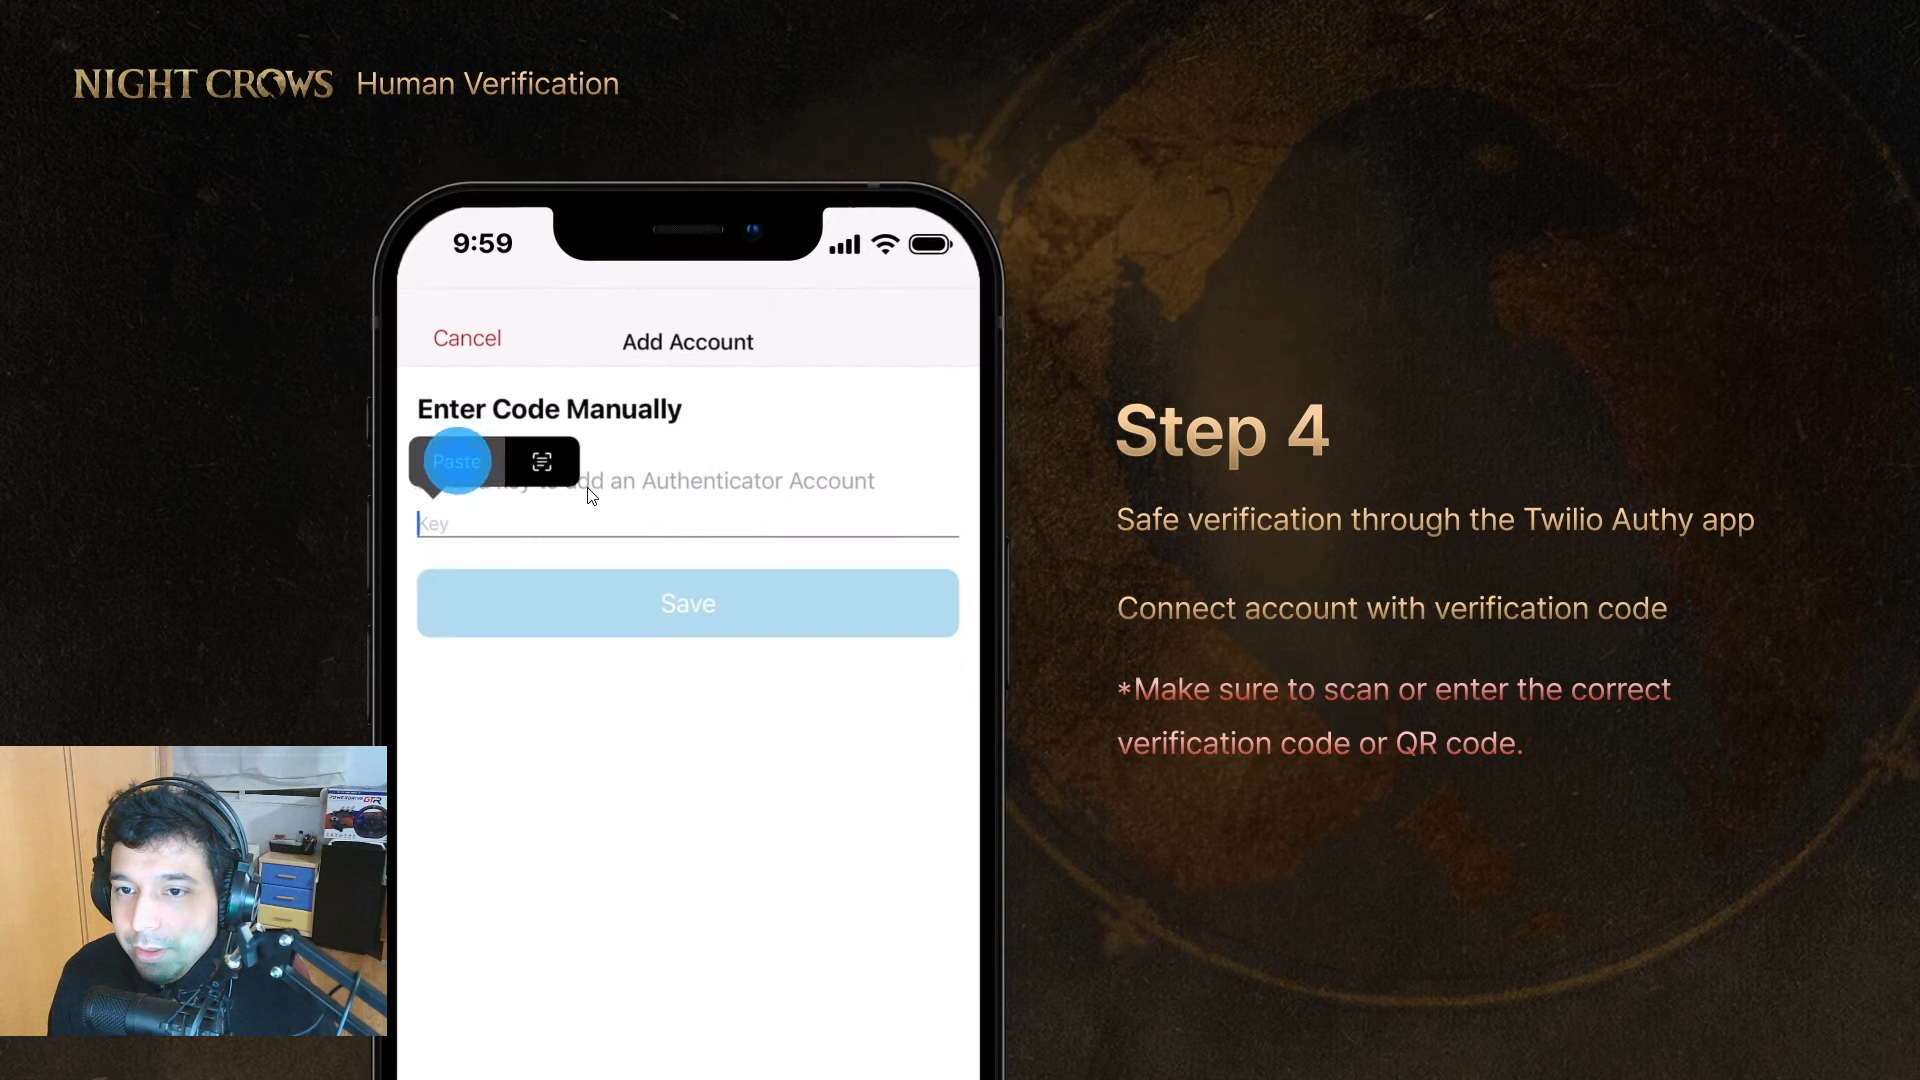 NIGHT CROWS Human Verification
9:59
Cancel
Add Account
Enter Code Manually
Paste
add an Authenticator Account
Key
Save
Step 4
Safe verification through the Twilio Authy app
Connect account with verification code
*Make sure to scan or enter the correct
verification code or QR code.